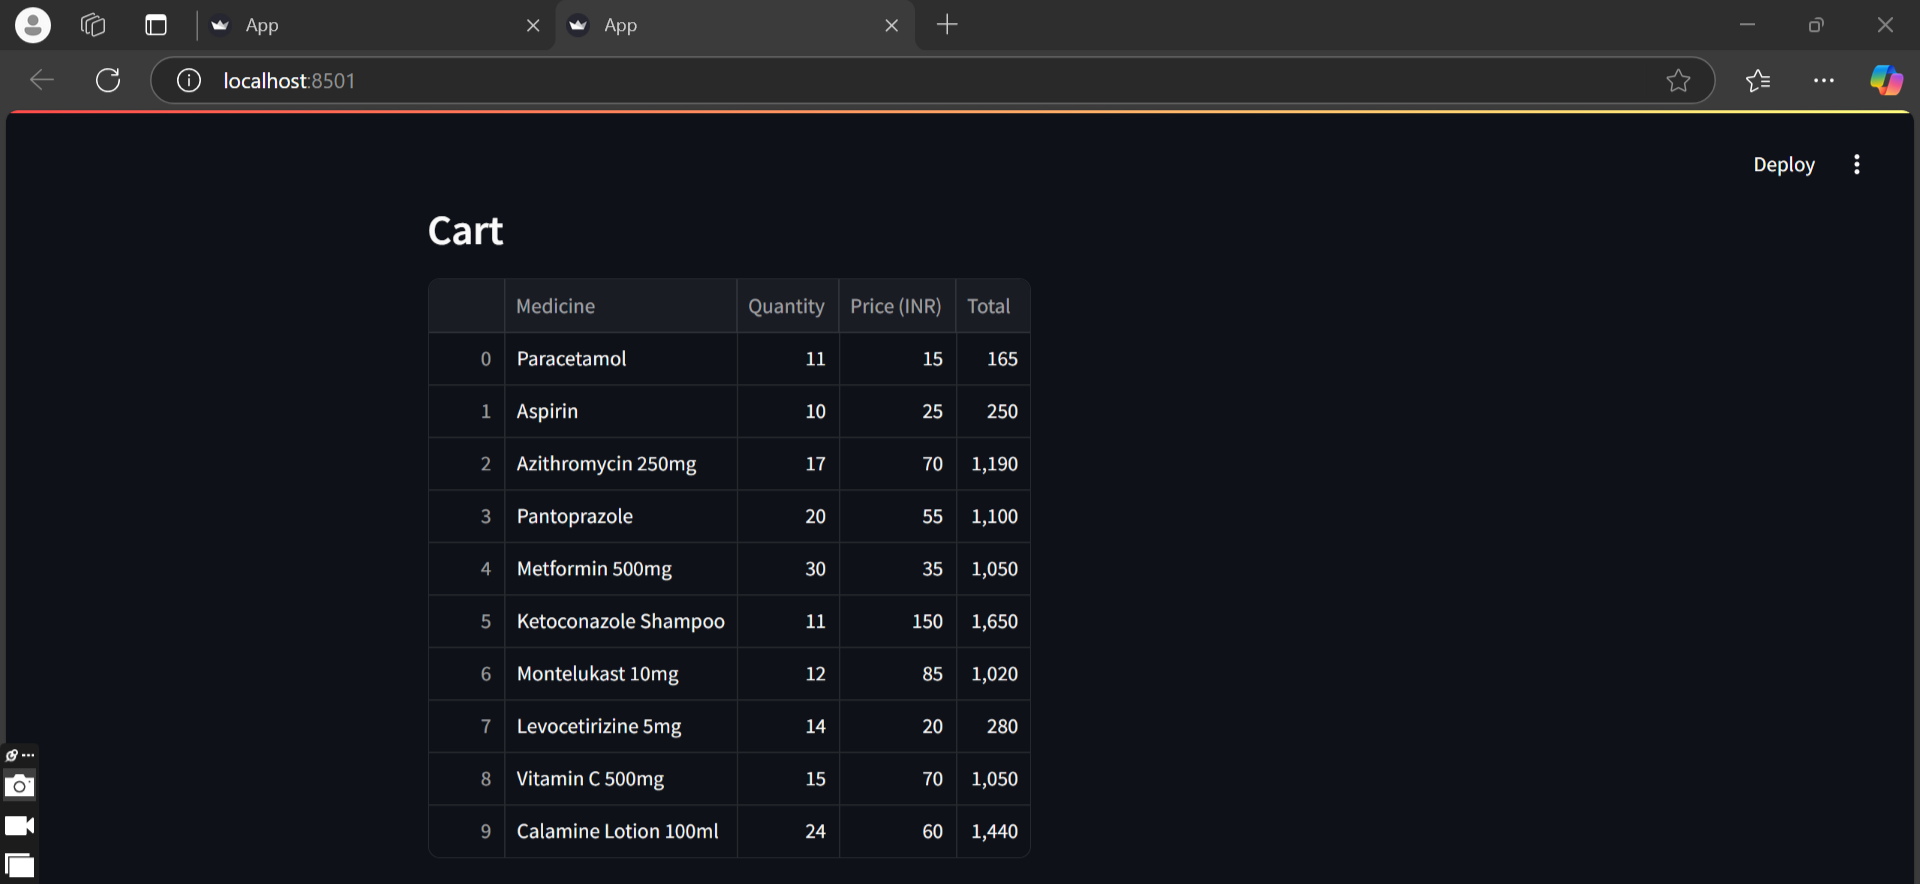 App App
localhost:8501
Deploy
Cart
Medicine Quantity Price (INR) Total
0 Paracetamol 11 15 165
1 Aspirin 10 25 250
2 Azithromycin 250mg 17 70 1,190
3 Pantoprazole 20 55 1,100
4 Metformin 500mg 30 35 1,050
5 Ketoconazole Shampoo 11 150 1,650
6 Montelukast 10mg 12 85 1,020
7 Levocetirizine 5mg 14 20 280
8 Vitamin C 500mg 15 70 1,050
9 Calamine Lotion 100ml 24 60 1,440